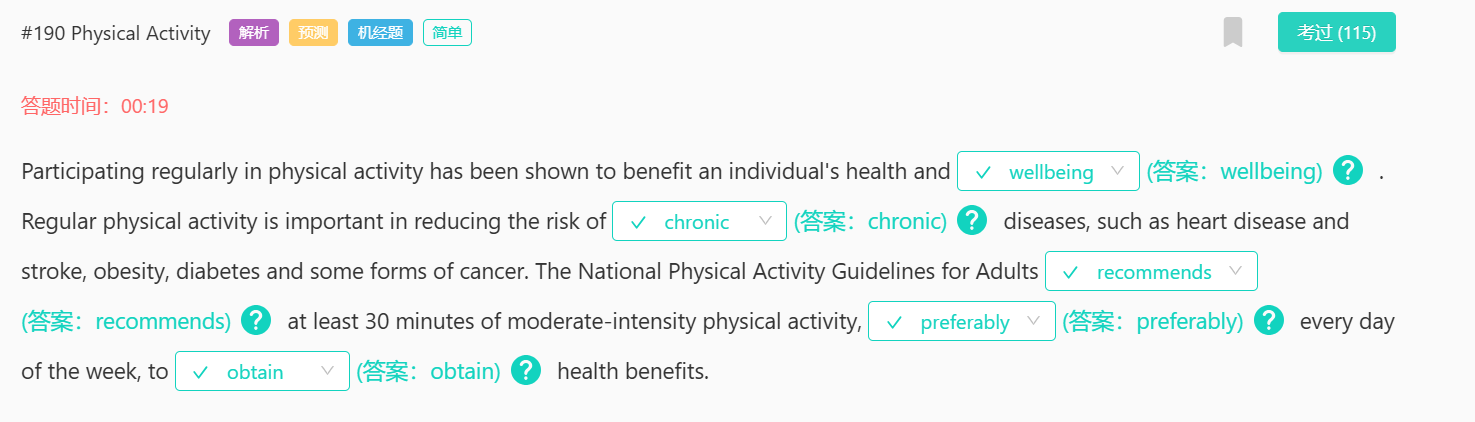 #190 Physical Activity 解析 预测 机经题 简单 考过 (115)
答题时间：00:19
Participating regularly in physical activity has been shown to benefit an individual's health and wellbeing (答案：wellbeing) ? .
Regular physical activity is important in reducing the risk of chronic (答案：chronic) ? diseases, such as heart disease and
stroke, obesity, diabetes and some forms of cancer. The National Physical Activity Guidelines for Adults recommends
(答案：recommends) ? at least 30 minutes of moderate-intensity physical activity, preferably (答案：preferably) ? every day
of the week, to obtain (答案：obtain) ? health benefits.